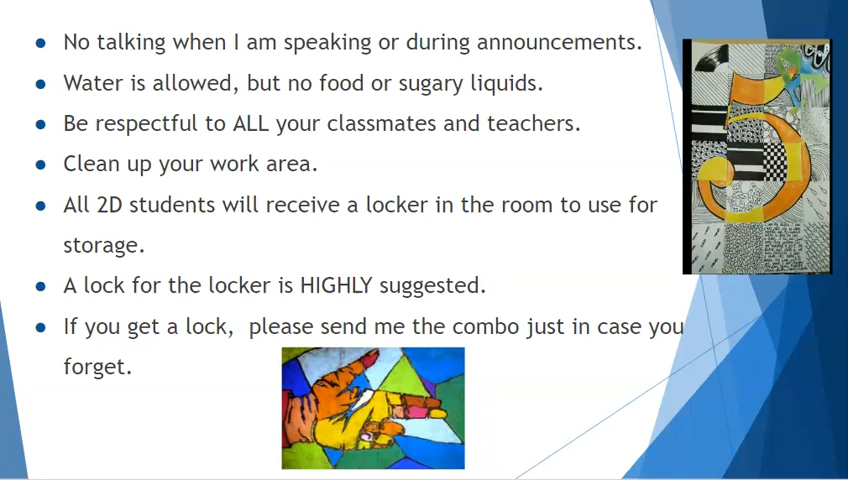 No talking when I am speaking or during announcements.
Water is allowed, but no food or sugary liquids.
Be respectful to ALL your classmates and teachers.
Clean up your work area.
All 2D students will receive a locker in the room to use for
storage.
A lock for the locker is HIGHLY suggested.
If you get a lock,  please send me the combo just in case you
forget.
5